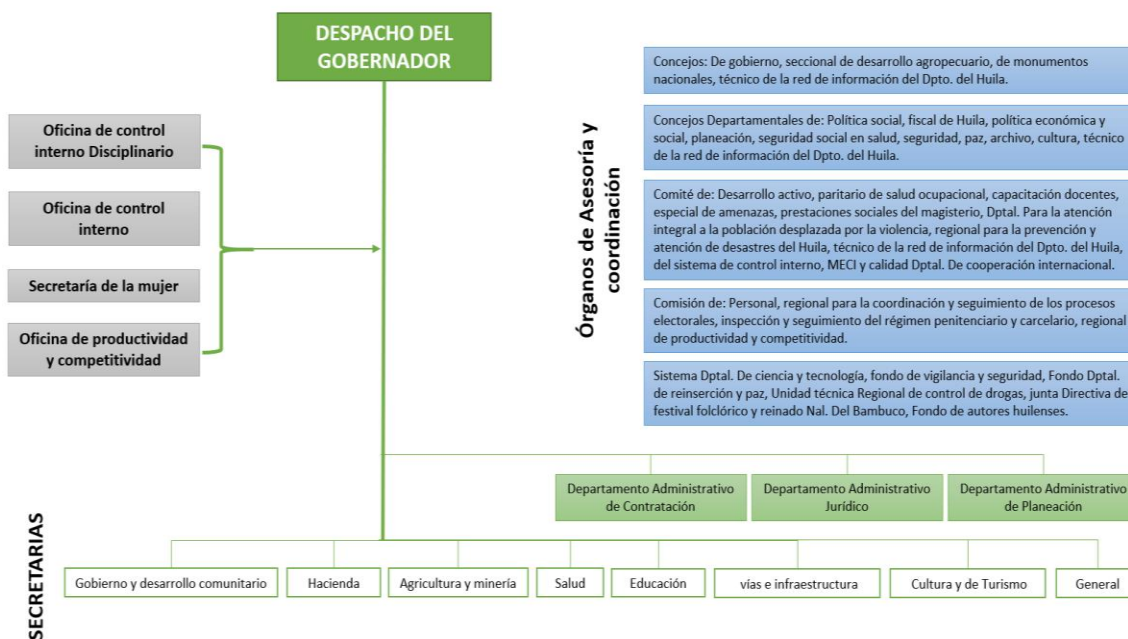 DESPACHO DEL
GOBERNADOR
Oficina de control
interno Disciplinario
Oficina de control
interno
Secretaría de la mujer
Oficina de productividad
y competitividad
Órganos de Asesoría y
coordinación
Concejos: De gobierno, seccional de desarrollo agropecuario, de monumentos
nacionales, técnico de la red de información del Dpto. del Huila.
Concejos Departamentales de: Política social, fiscal de Huila, política económica y
social, planeación, seguridad social en salud, seguridad, paz, archivo, cultura, técnico
de la red de información del Dpto. del Huila.
Comité de: Desarrollo activo, paritario de salud ocupacional, capacitación docentes,
especial de amenazas, prestaciones sociales del magisterio, Dptal. Para la atención
integral a la población desplazada por la violencia, regional para la prevención y
atención de desastres del Huila, técnico de la red de información del Dpto. del Huila,
del sistema de control interno, MECI y calidad Dptal. De cooperación internacional.
Comisión de: Personal, regional para la coordinación y seguimiento de los procesos
electorales, inspección y seguimiento del régimen penitenciario y carcelario, regional
de productividad y competitividad.
Sistema Dptal. De ciencia y tecnología, fondo de vigilancia y seguridad, Fondo Dptal.
de reinserción y paz, Unidad técnica Regional de control de drogas, junta Directiva de
festival folclórico y reinado Nal. Del Bambuco, Fondo de autores huilenses.
Departamento Administrativo
de Contratación
Departamento Administrativo
Jurídico
Departamento Administrativo
de Planeación
SECRETARIAS
Gobierno y desarrollo comunitario
Hacienda
Agricultura y minería
Salud
Educación
vías e infraestructura
Cultura y de Turismo
General